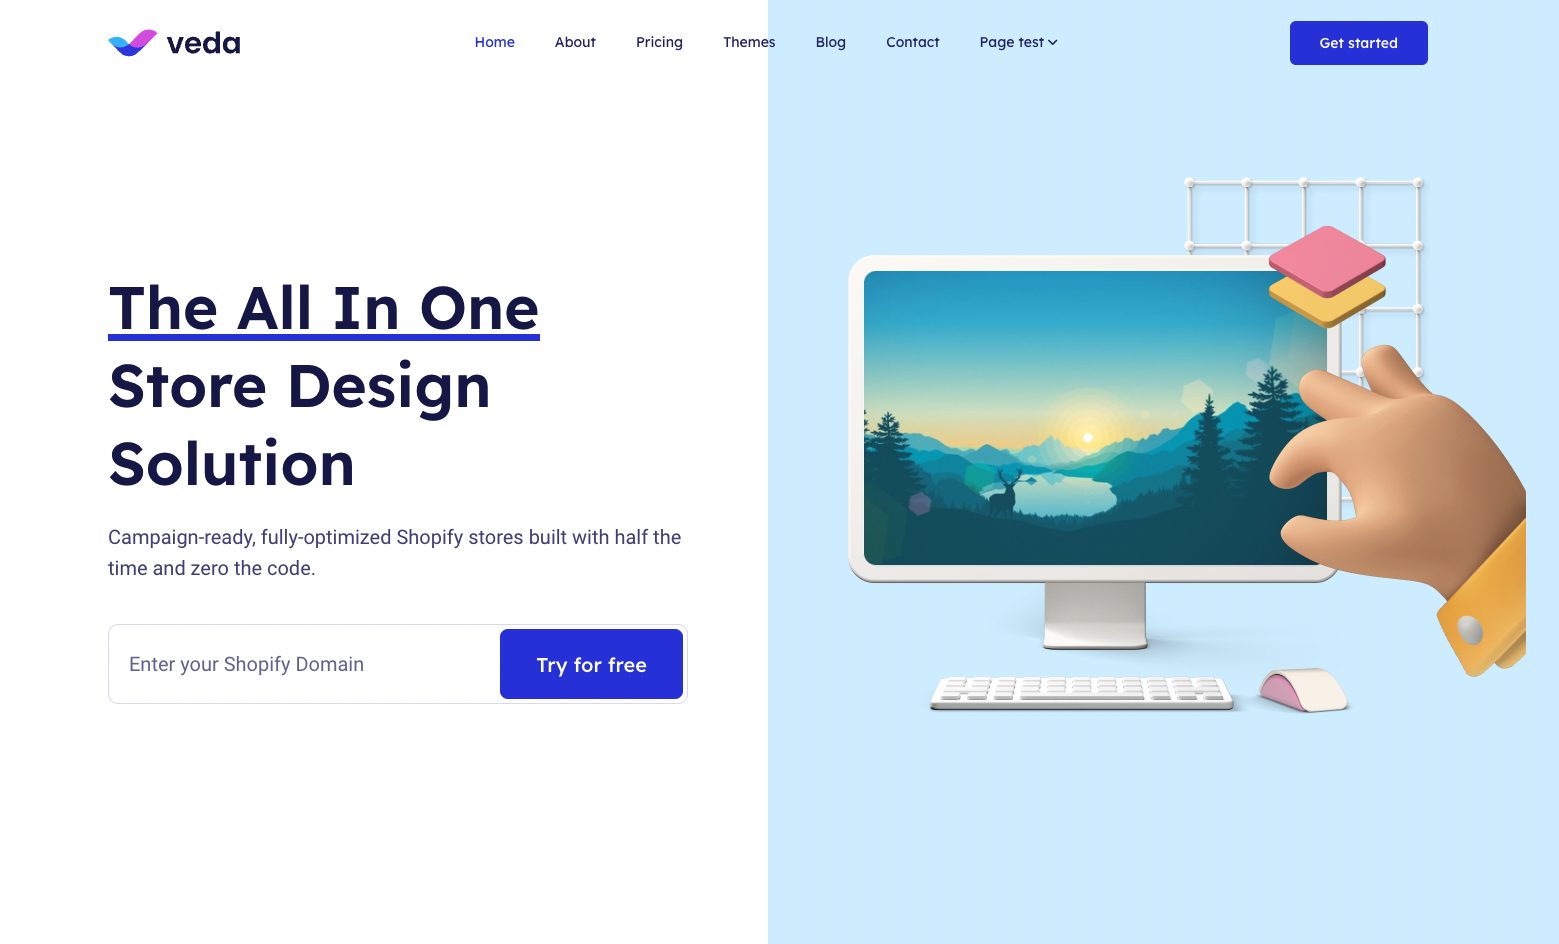 veda
Home About Pricing Themes Blog Contact Page test
Get started
The All In One
Store Design
Solution
Campaign-ready, fully-optimized Shopify stores built with half the
time and zero the code.
Enter your Shopify Domain
Try for free